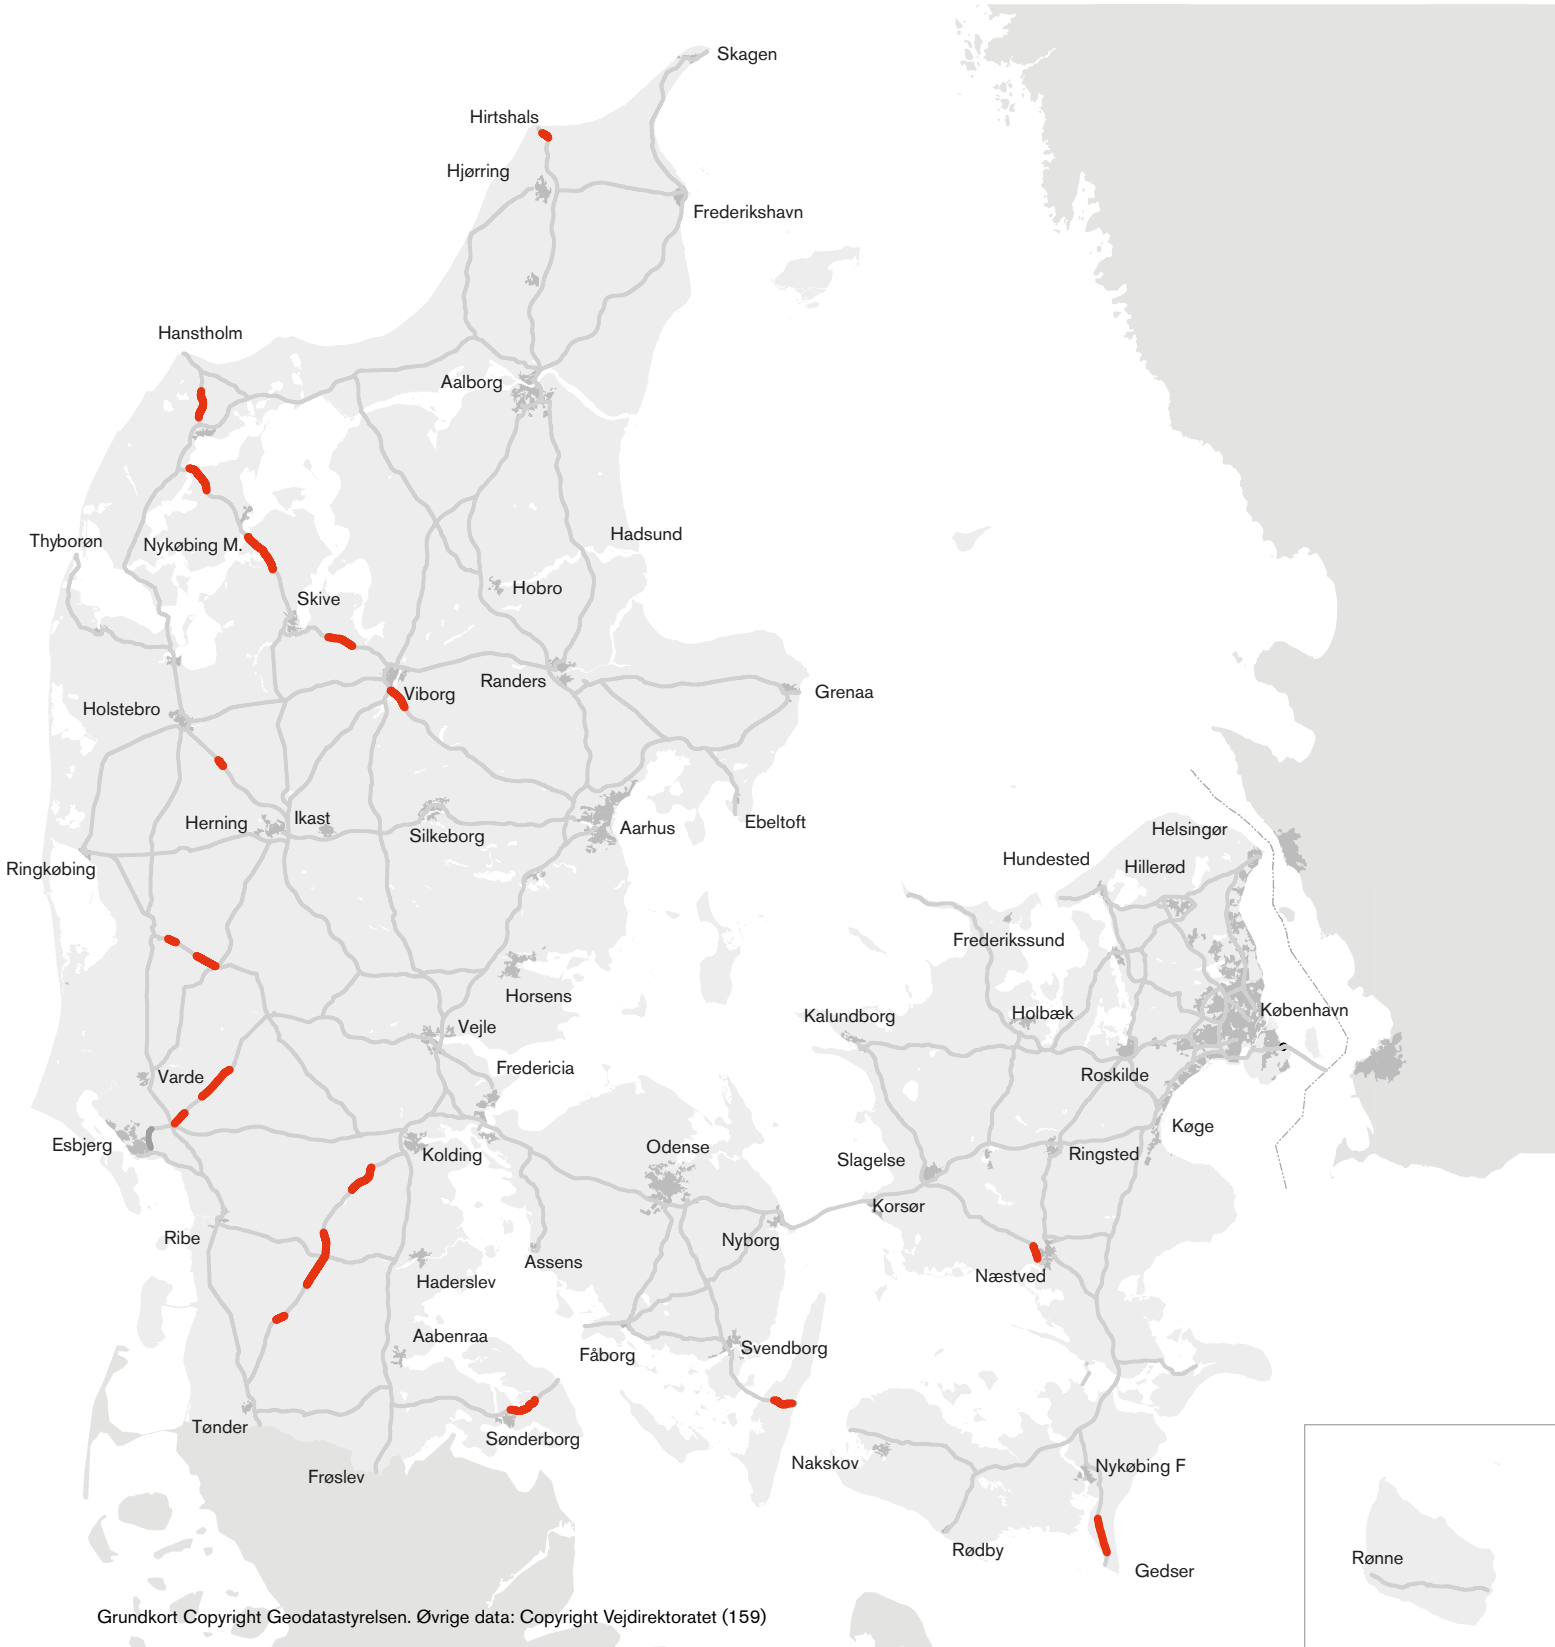 Skagen
Hirtshals
Hjørring
Frederikshavn
Hanstholm
Aalborg
Hadsund
Thyborøn
Nykøbing M.
Hobro
Skive
Randers
Grenaa
Viborg
Holstebro
Ikast
Herning
Silkeborg
Aarhus
Ebeltoft
Helsingør
Hundested
Hillerød
Ringkøbing
Frederikssund
Horsens
København
Kalundborg
Holbæk
Vejle
Fredericia
Varde
Roskilde
Køge
Esbjerg
Kolding
Odense
Slagelse
Ringsted
Korsør
Ribe
Nyborg
Assens
Haderslev
Næstved
Aabenraa
Fåborg
Svendborg
Tønder
Sønderborg
Nakskov
Nykøbing F
Frøslev
Rødby
Gedser
Rønne
Grundkort Copyright Geodatastyrelsen. Øvrige data: Copyright Vejdirektoratet (159)